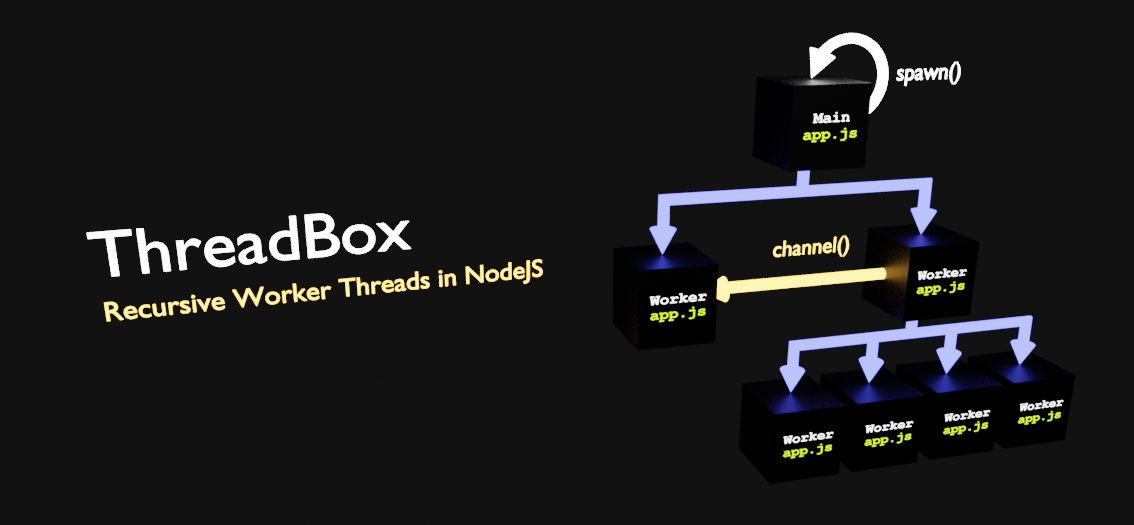 spawn()
Main
app.js
ThreadBox
Recursive Worker Threads in NodeJS
channel()
Worker
app.js
Worker
app.js
Worker
app.js
Worker
app.js
Worker
app.js
Worker
app.js